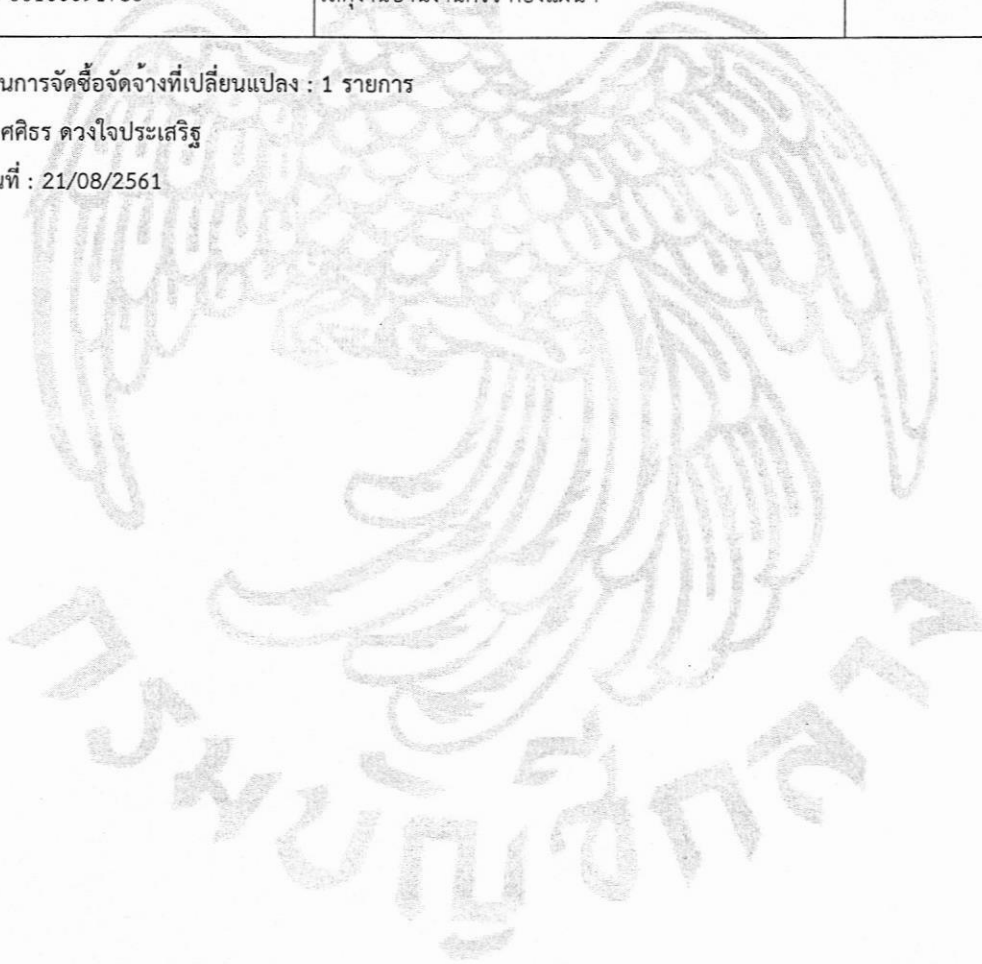 นการจัดซื้อจัดจ้างที่เปลี่ยนแปลง : 1 รายการ
ศศิธร ดวงใจประเสริฐ
นที่ : 21/08/2561
กรมบัญชีกลาง